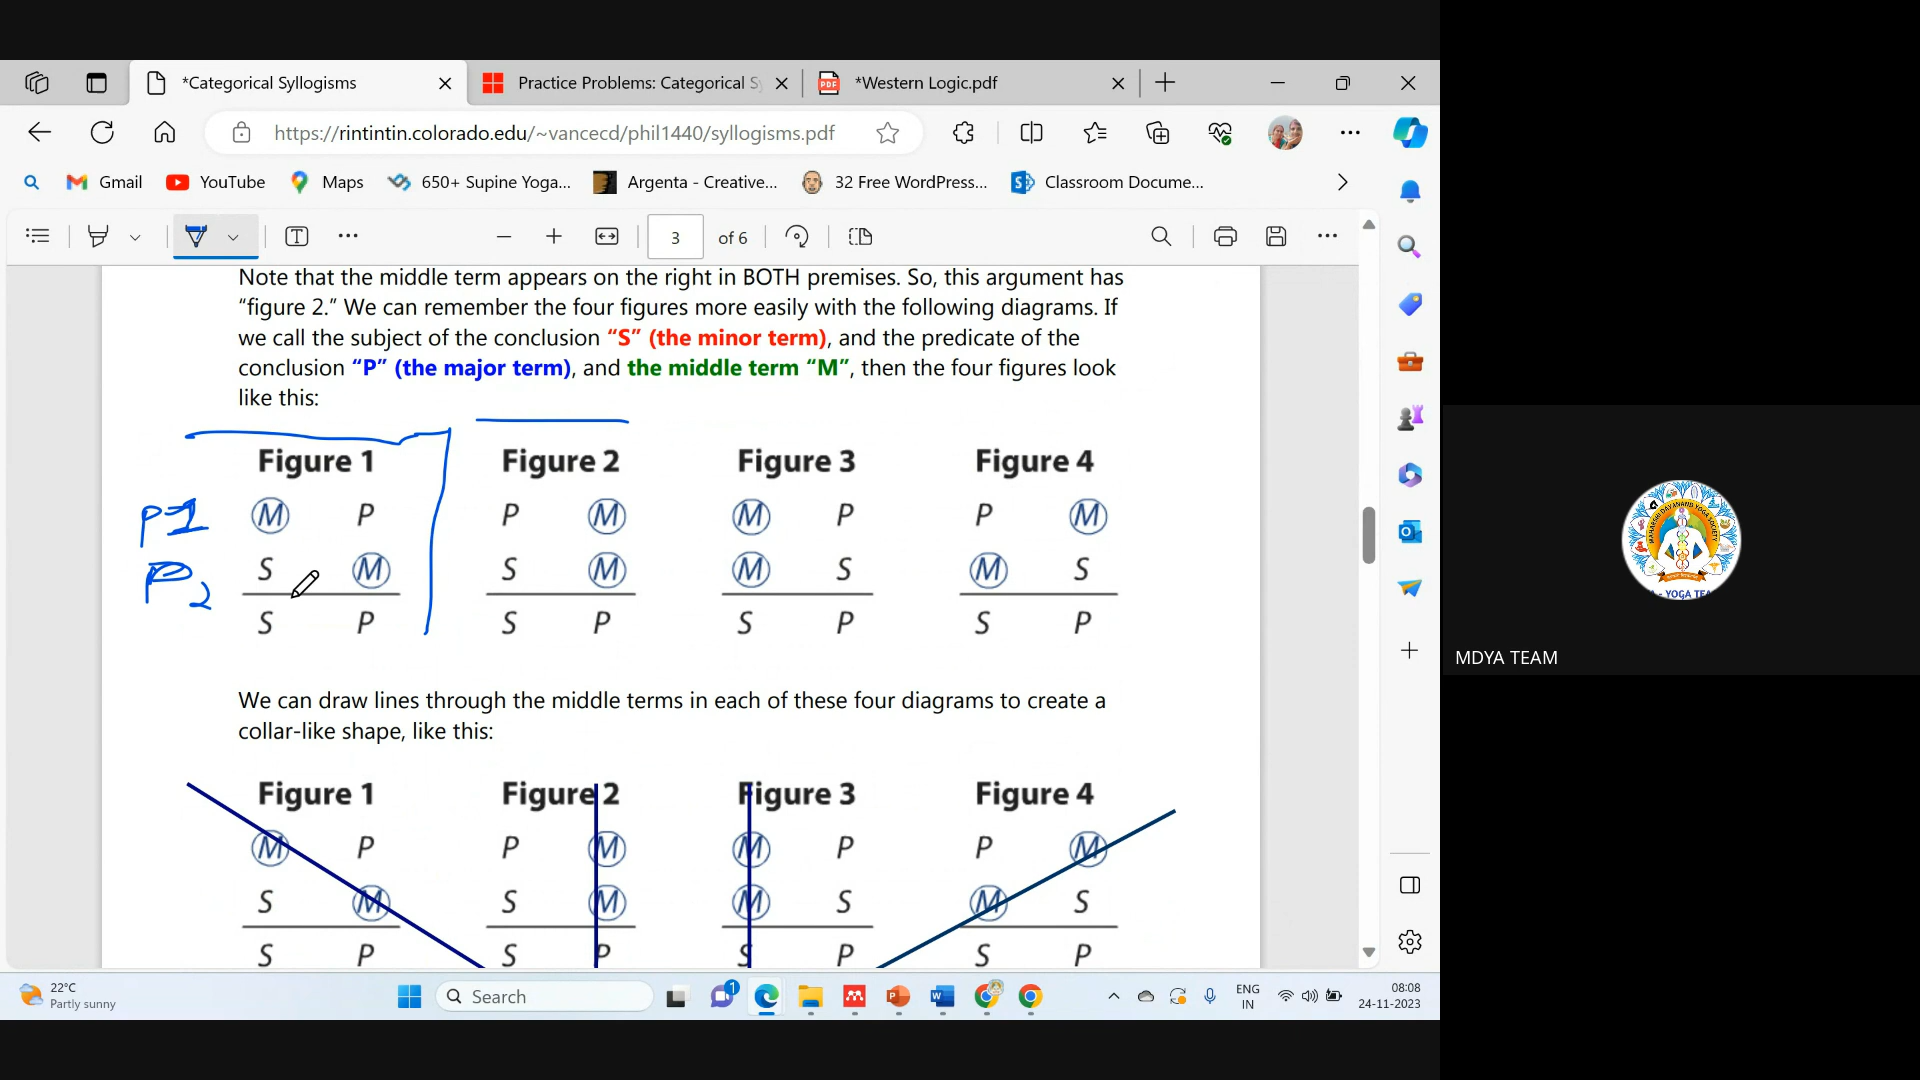 *Categorical Syllogisms
Practice Problems: Categorical S
*Western Logic.pdf
https://rintintin.colorado.edu/~vancecd/phil1440/syllogisms.pdf
Gmail
YouTube
Maps
650+ Supine Yoga...
Argenta - Creative...
32 Free WordPress...
Classroom Docume...
3 of 6
Note that the middle term appears on the right in BOTH premises. So, this argument has
“figure 2.” We can remember the four figures more easily with the following diagrams. If
we call the subject of the conclusion “S” (the minor term), and the predicate of the
conclusion “P” (the major term), and the middle term “M”, then the four figures look
like this:
Figure 1 Figure 2 Figure 3 Figure 4
P1 M P P M M P P M
P2 S M S M M S M S
S P S P S P S P
We can draw lines through the middle terms in each of these four diagrams to create a
collar-like shape, like this:
Figure 1 Figure 2 Figure 3 Figure 4
M P P M M P P M
S M S M M S M S
S P S P S P S P
MDYA TEAM
22°C
Partly sunny
Search
1
ENG
IN
08:08
24-11-2023